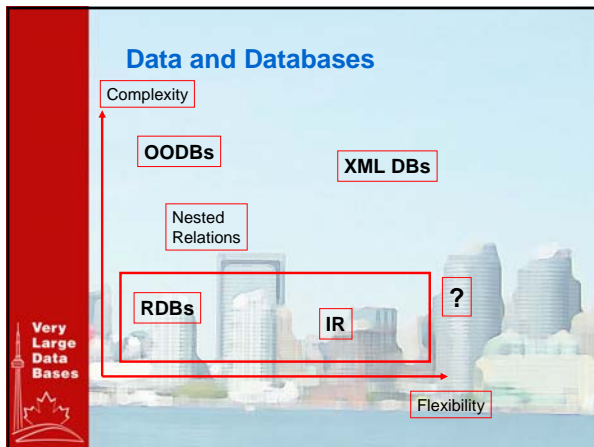 Data and Databases
Complexity
OODBs
XML DBs
Nested
Relations
RDBs
IR
?
Very
Large
Data
Bases
Flexibility